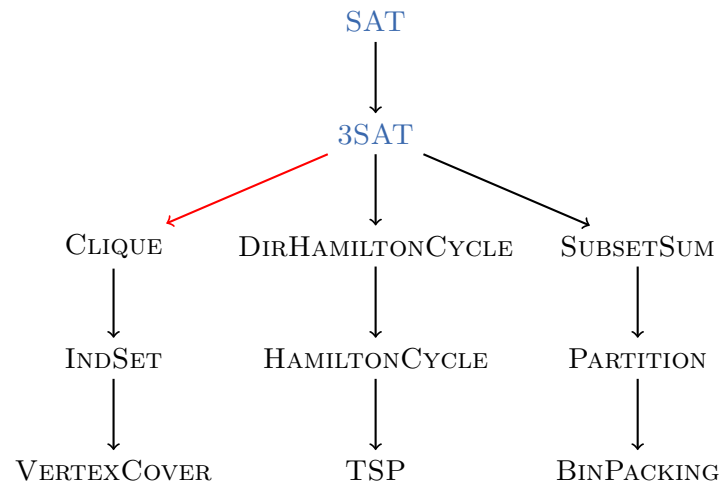 SAT
3SAT
CLIQUE DIRHAMILTONCYCLE SUBSETSUM
INDSET HAMILTONCYCLE PARTITION
VERTEXCOVER TSP BINPACKING